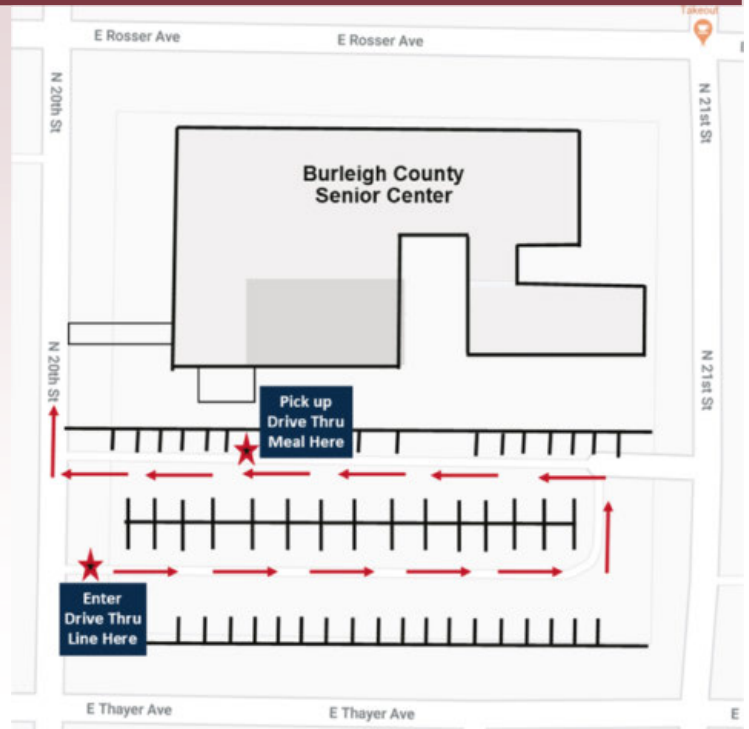 Takeout
E Rosser Ave
E Rosser Ave
N 20th St
N 21st St
Burleigh County
Senior Center
N 20th St
N 21st St
Pick up
Drive Thru
Meal Here
Enter
Drive Thru
Line Here
E Thayer Ave
E Thayer Ave
E